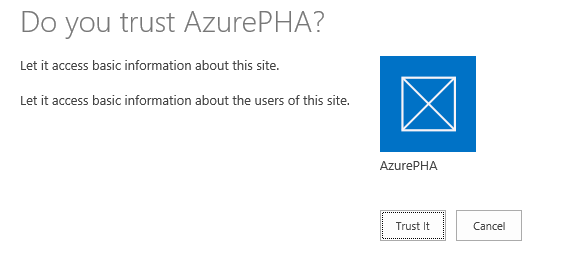 Do you trust AzurePHA?
Let it access basic information about this site.
Let it access basic information about the users of this site.
AzurePHA
Trust It
Cancel